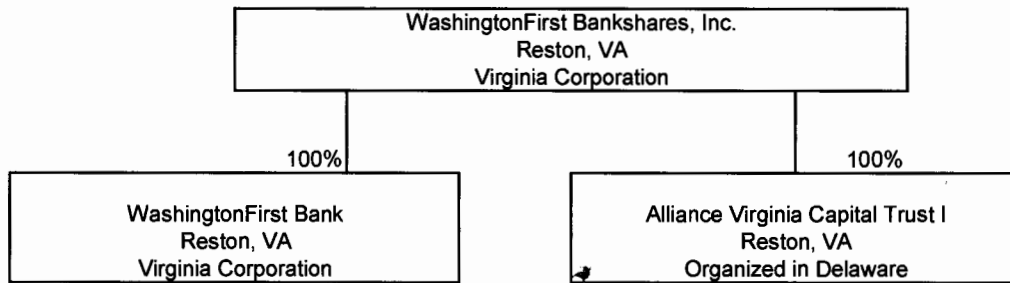 WashingtonFirst Bankshares, Inc.
Reston, VA
Virginia Corporation
100%
100%
WashingtonFirst Bank
Reston, VA
Virginia Corporation
Alliance Virginia Capital Trust I
Reston, VA
Organized in Delaware